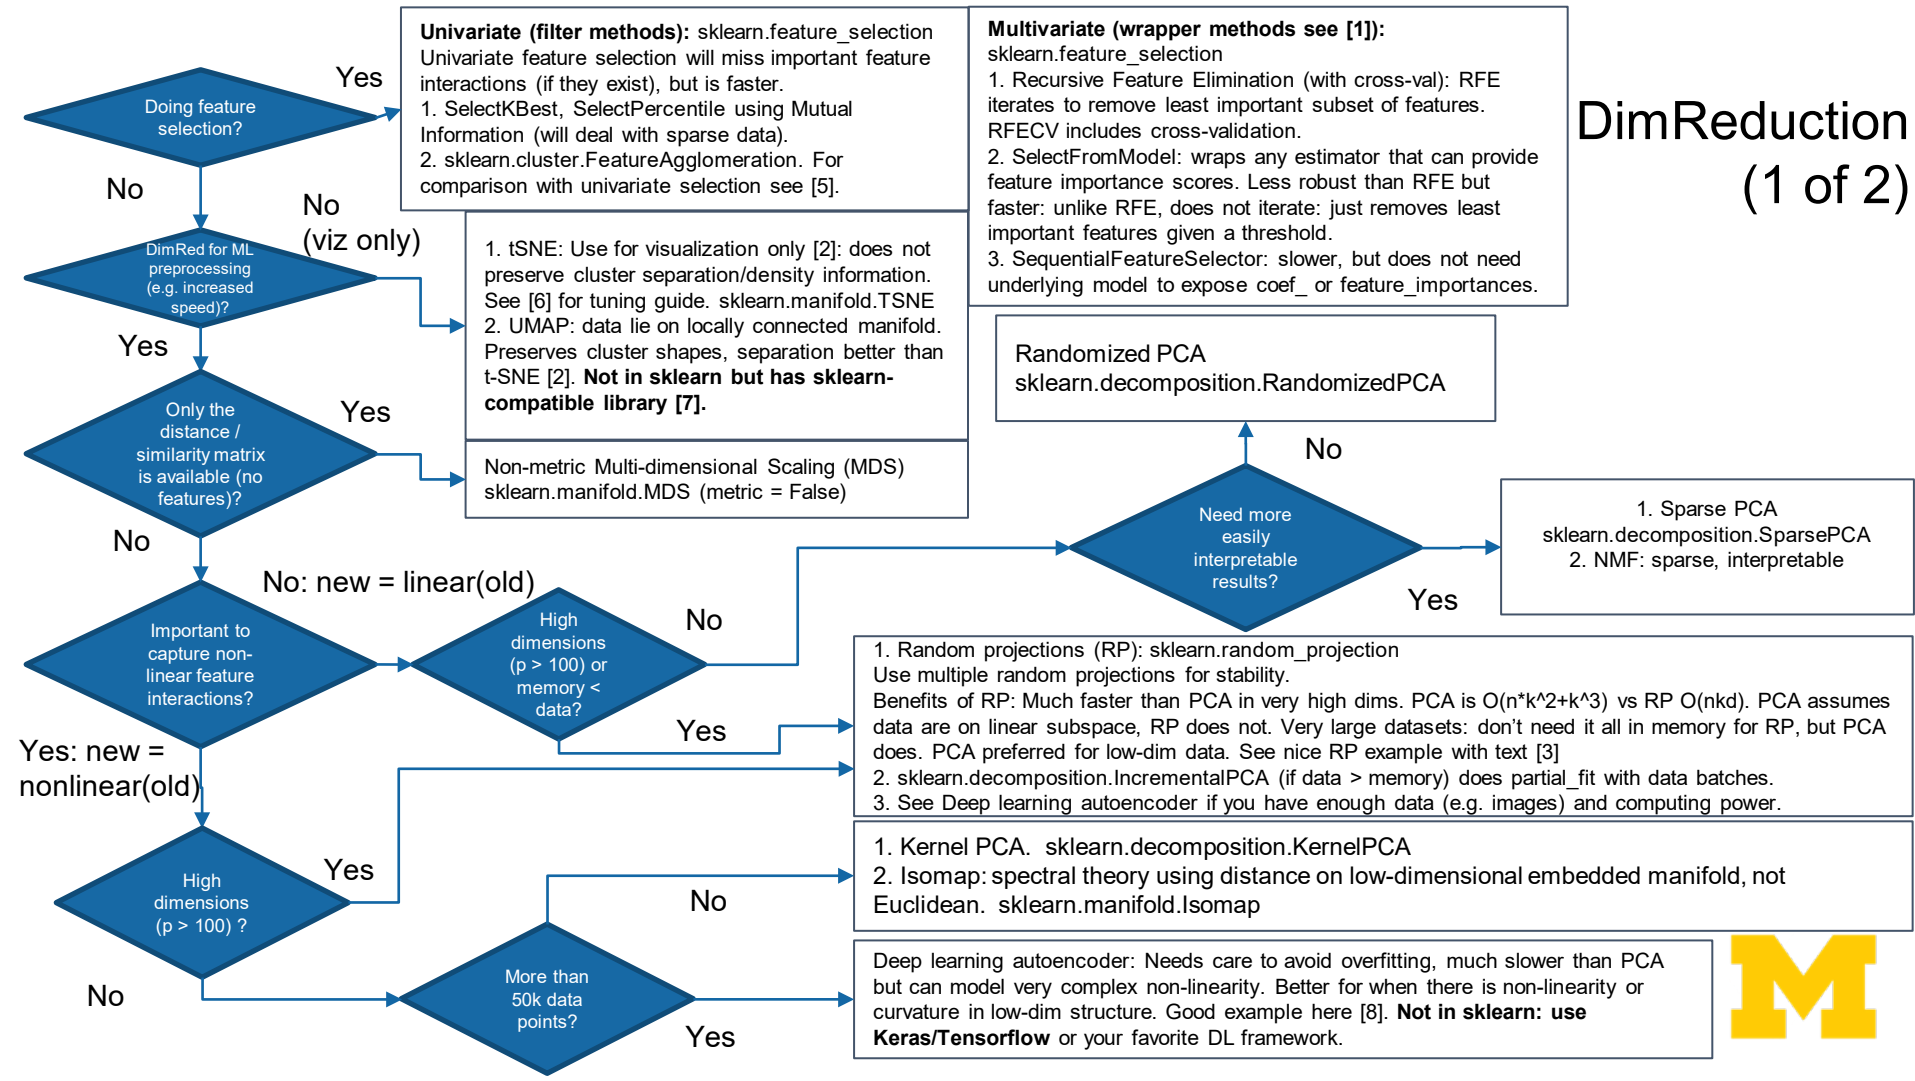 Univariate (filter methods): sklearn.feature_selection
Univariate feature selection will miss important feature
interactions (if they exist), but is faster.
1. SelectKBest, SelectPercentile using Mutual
Information (will deal with sparse data).
2. sklearn.cluster.FeatureAgglomeration. For
comparison with univariate selection see [5].
Multivariate (wrapper methods see [1]):
sklearn.feature_selection
1. Recursive Feature Elimination (with cross-val): RFE
iterates to remove least important subset of features.
RFECV includes cross-validation.
2. SelectFromModel: wraps any estimator that can provide
feature importance scores. Less robust than RFE but
faster: unlike RFE, does not iterate: just removes least
important features given a threshold.
3. SequentialFeatureSelector: slower, but does not need
underlying model to expose coef_ or feature_importances.
DimReduction
(1 of 2)
Doing feature
selection?
Yes
No
DimRed for ML
preprocessing
(e.g. increased
speed)?
No
(viz only)
1. tSNE: Use for visualization only [2]: does not
preserve cluster separation/density information.
See [6] for tuning guide. sklearn.manifold.TSNE
2. UMAP: data lie on locally connected manifold.
Preserves cluster shapes, separation better than
t-SNE [2]. Not in sklearn but has sklearn-
compatible library [7].
Yes
Only the
distance /
similarity matrix
is available (no
features)?
Yes
Non-metric Multi-dimensional Scaling (MDS)
sklearn.manifold.MDS (metric = False)
No
Randomized PCA
sklearn.decomposition.RandomizedPCA
No
Need more
easily
interpretable
results?
Yes
1. Sparse PCA
sklearn.decomposition.SparsePCA
2. NMF: sparse, interpretable
Important to
capture non-
linear feature
interactions?
No: new = linear(old)
High
dimensions
(p > 100) or
memory <
data?
No
Yes
1. Random projections (RP): sklearn.random_projection
Use multiple random projections for stability.
Benefits of RP: Much faster than PCA in very high dims. PCA is O(n*k^2+k^3) vs RP O(nkd). PCA assumes
data are on linear subspace, RP does not. Very large datasets: don’t need it all in memory for RP, but PCA
does. PCA preferred for low-dim data. See nice RP example with text [3]
2. sklearn.decomposition.IncrementalPCA (if data > memory) does partial_fit with data batches.
3. See Deep learning autoencoder if you have enough data (e.g. images) and computing power.
Yes: new =
nonlinear(old)
High
dimensions
(p > 100) ?
Yes
No
More than
50k data
points?
No
1. Kernel PCA. sklearn.decomposition.KernelPCA
2. Isomap: spectral theory using distance on low-dimensional embedded manifold, not
Euclidean. sklearn.manifold.Isomap
Yes
Deep learning autoencoder: Needs care to avoid overfitting, much slower than PCA
but can model very complex non-linearity. Better for when there is non-linearity or
curvature in low-dim structure. Good example here [8]. Not in sklearn: use
Keras/Tensorflow or your favorite DL framework.
M